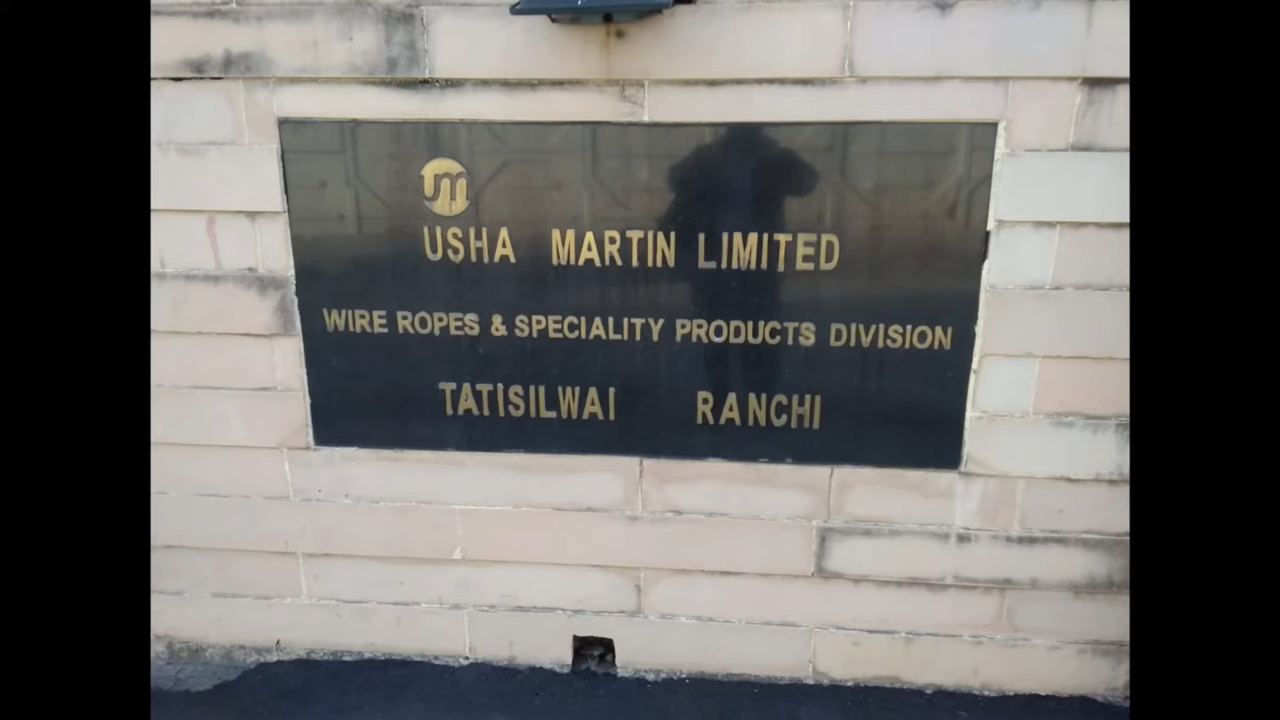 um
USHA MARTIN LIMITED
WIRE ROPES & SPECIALITY PRODUCTS DIVISION
TATISILWAI RANCHI